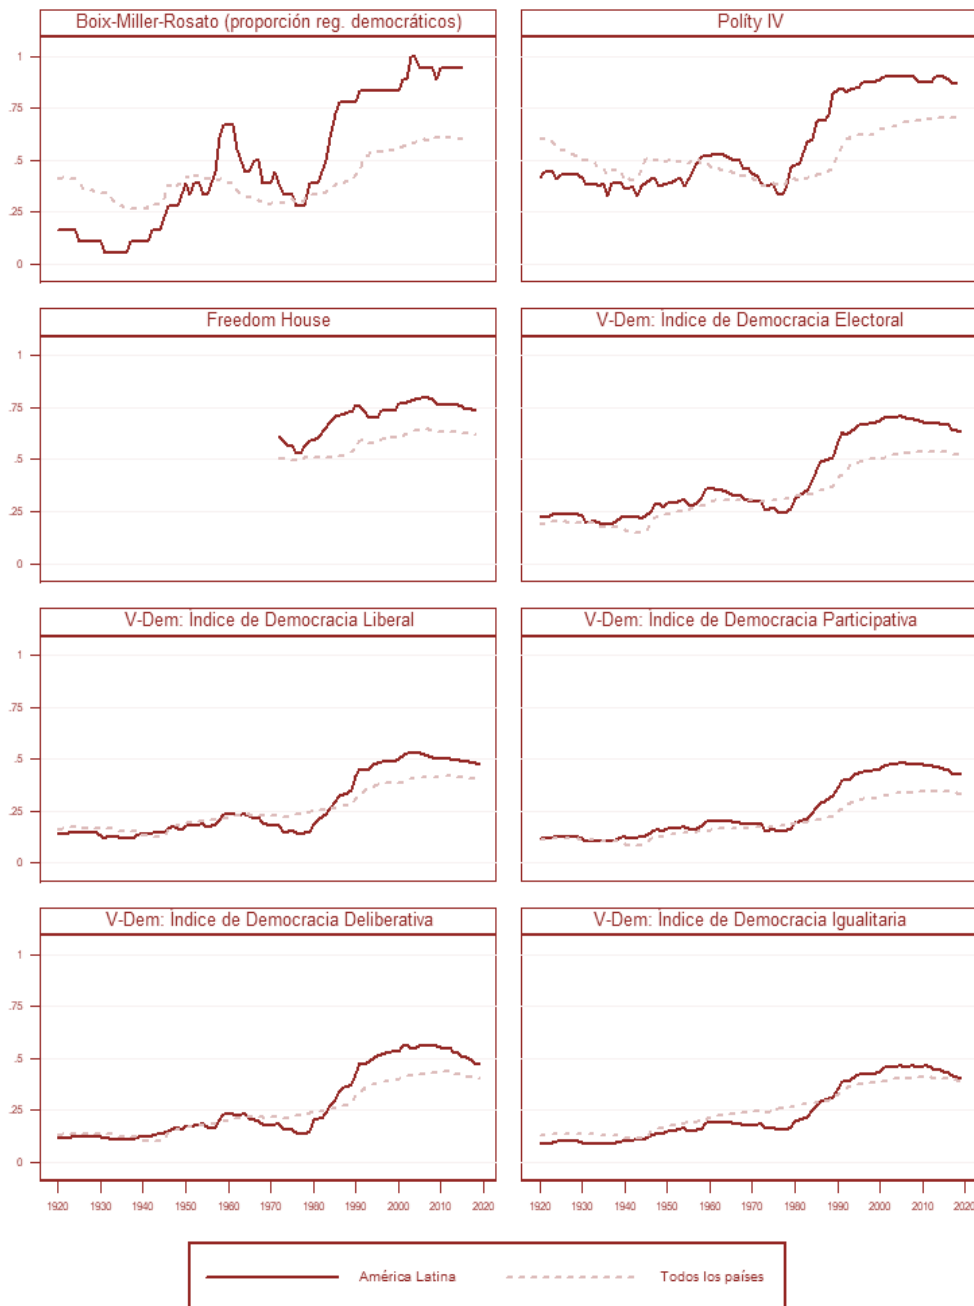 Boix-Miller-Rosato (proporción reg. democráticos)
Políty IV
1
.75
.5
.25
0
Freedom House
V-Dem: Índice de Democracia Electoral
1
.75
.5
.25
0
V-Dem: Índice de Democracia Liberal
V-Dem: Índice de Democracia Participativa
1
.75
.5
.25
0
V-Dem: Índice de Democracia Deliberativa
V-Dem: Índice de Democracia Igualitaria
1
.75
.5
.25
0
1920 1930 1940 1950 1960 1970 1980 1990 2000 2010 2020
1920 1930 1940 1950 1960 1970 1980 1990 2000 2010 2020
América Latina
Todos los países